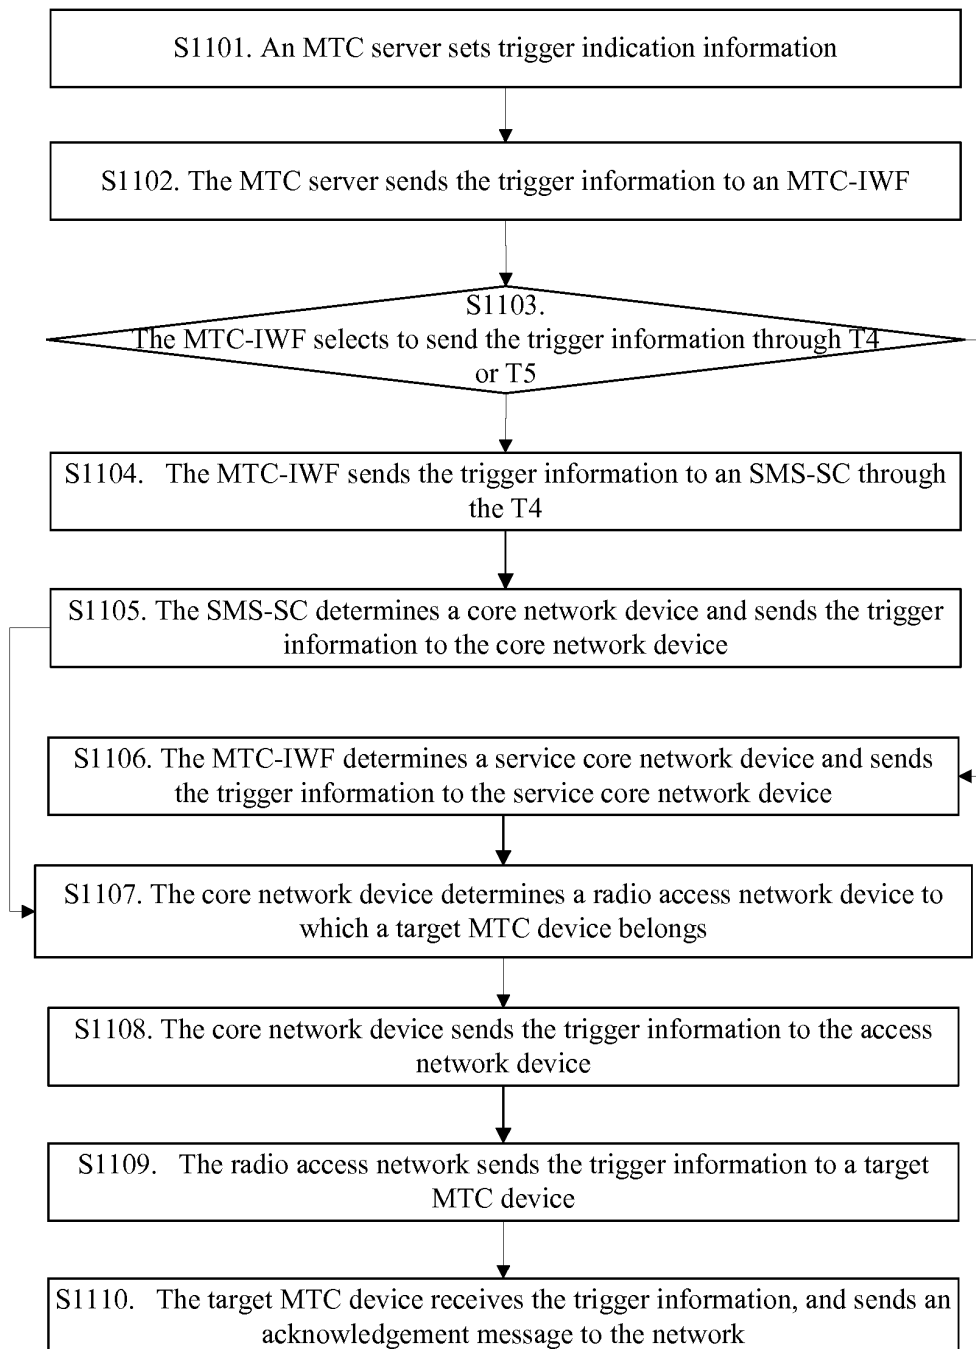 S1101. An MTC server sets trigger indication information
S1102. The MTC server sends the trigger information to an MTC-IWF
S1103.
The MTC-IWF selects to send the trigger information through T4
or T5
S1104. The MTC-IWF sends the trigger information to an SMS-SC through
the T4
S1105. The SMS-SC determines a core network device and sends the trigger
information to the core network device
S1106. The MTC-IWF determines a service core network device and sends
the trigger information to the service core network device
S1107. The core network device determines a radio access network device to
which a target MTC device belongs
S1108. The core network device sends the trigger information to the access
network device
S1109. The radio access network sends the trigger information to a target
MTC device
S1110. The target MTC device receives the trigger information, and sends an
acknowledgement message to the network